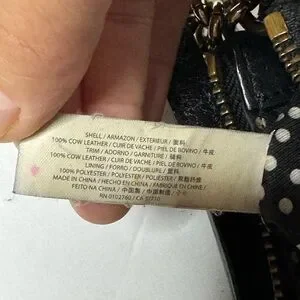 SHELL / ARMAZON / EXTERIEUR / 面料
100% COW LEATHER / CUIR DE VACHE / PIEL DE BOVINO / 牛皮
TRIM / ADORNO / GARNITURE / 辅料
100% COW LEATHER / CUIR DE VACHE / PIEL DE BOVINO / 牛皮
LINING / FORRO / DOUBLURE / 里料
100% POLYESTER / POLYESTER / POLIÉSTER / 聚酯纤维
MADE IN CHINA / HECHO EN CHINA / FABRIQUÉ EN CHINE /
FEITO NA CHINA / 中国製 / 中国制造 /
RN 0102760 / CA 57710